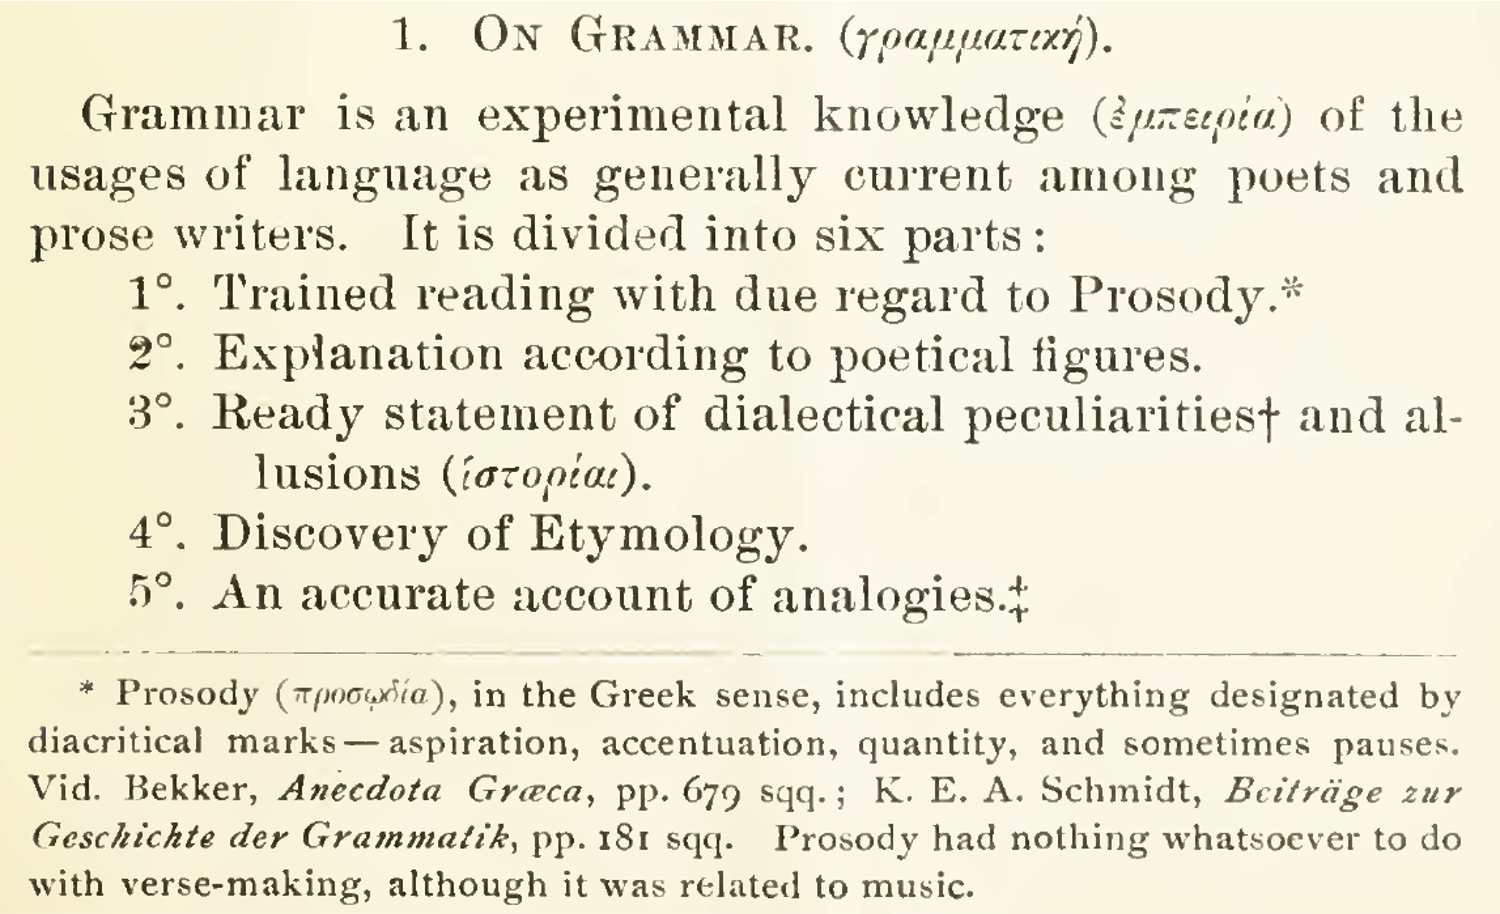 1. On Grammar. (γραμματική).
Grammar is an experimental knowledge (ἐμπειρία) of the
usages of language as generally current among poets and
prose writers. It is divided into six parts:
1°. Trained reading with due regard to Prosody.*
2°. Explanation according to poetical figures.
3°. Ready statement of dialectical peculiarities† and al-
lusions (ἱστορίαι).
4°. Discovery of Etymology.
5°. An accurate account of analogies.‡
* Prosody (προσῳδία), in the Greek sense, includes everything designated by
diacritical marks — aspiration, accentuation, quantity, and sometimes pauses.
Vid. Bekker, Anecdota Græca, pp. 679 sqq.; K. E. A. Schmidt, Beiträge zur
Geschichte der Grammatik, pp. 181 sqq. Prosody had nothing whatsoever to do
with verse-making, although it was related to music.